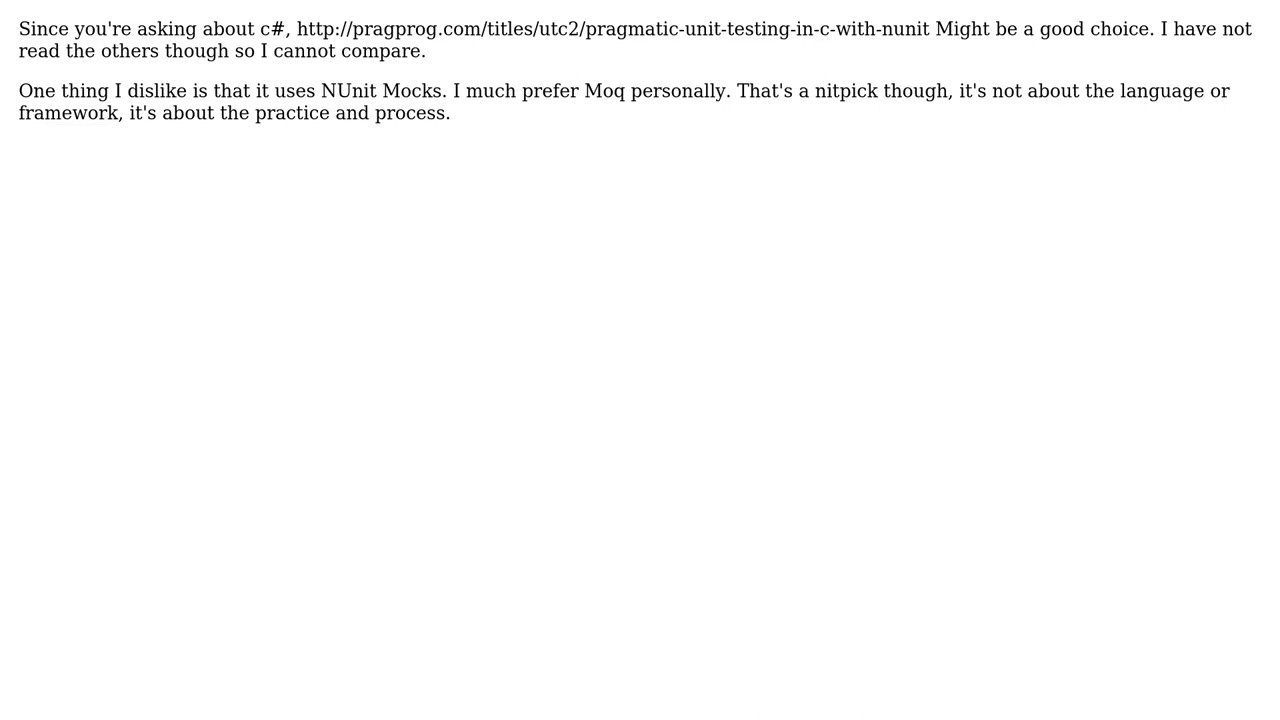 Since you're asking about c#, http://pragprog.com/titles/utc2/pragmatic-unit-testing-in-c-with-nunit Might be a good choice. I have not
read the others though so I cannot compare.
One thing I dislike is that it uses NUnit Mocks. I much prefer Moq personally. That's a nitpick though, it's not about the language or
framework, it's about the practice and process.